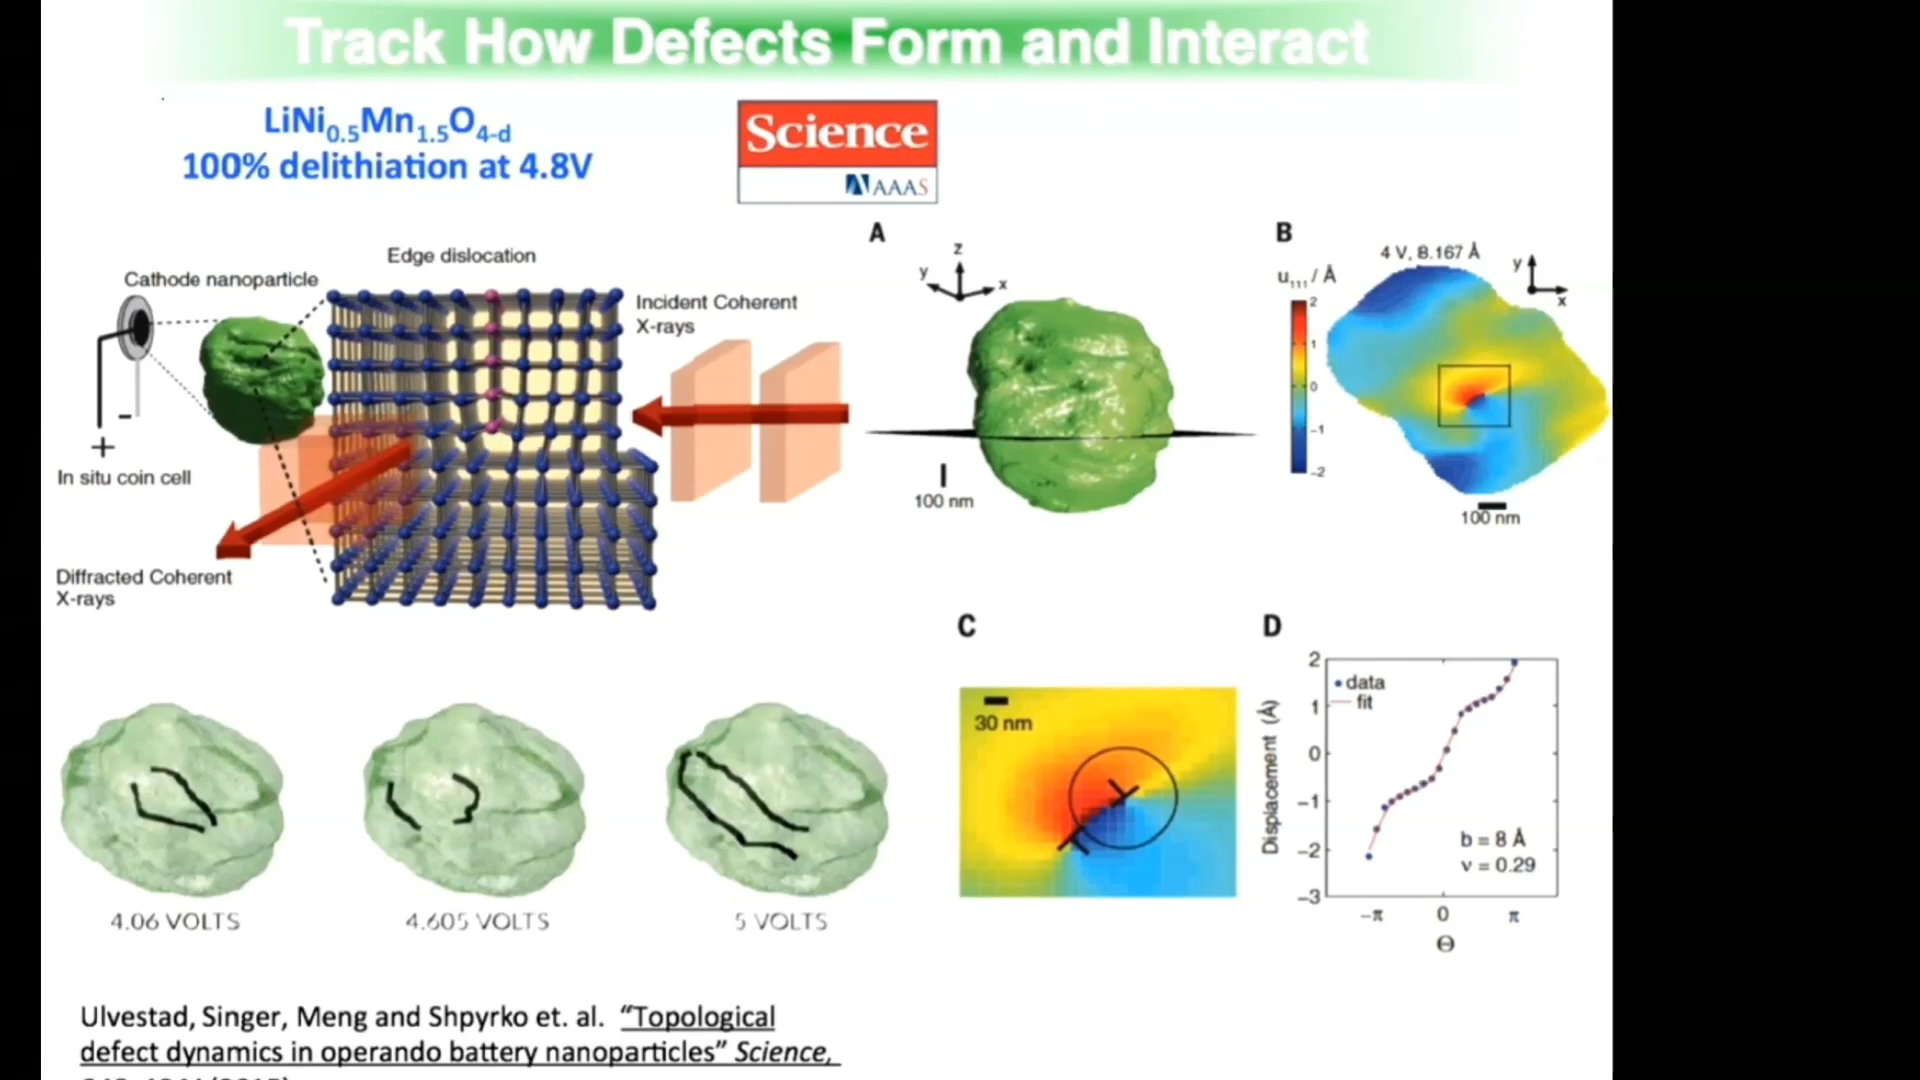 Track How Defects Form and Interact
LiNi0.5Mn1.5O4-d
100% delithiation at 4.8V
Science
AAAS
Edge dislocation
Cathode nanoparticle
Incident Coherent
X-rays
+
−
In situ coin cell
Diffracted Coherent
X-rays
A
z
y
x
100 nm
B
4 V, 8.167 Å
u111 / Å
2
1
0
-1
-2
y
x
100 nm
4.06 VOLTS
4.605 VOLTS
5 VOLTS
C
30 nm
D
2
1
0
-1
-2
-3
Displacement (Å)
data
fit
b = 8 Å
ν = 0.29
-π 0 π
Θ
Ulvestad, Singer, Meng and Shpyrko et. al. “Topological
defect dynamics in operando battery nanoparticles” Science,